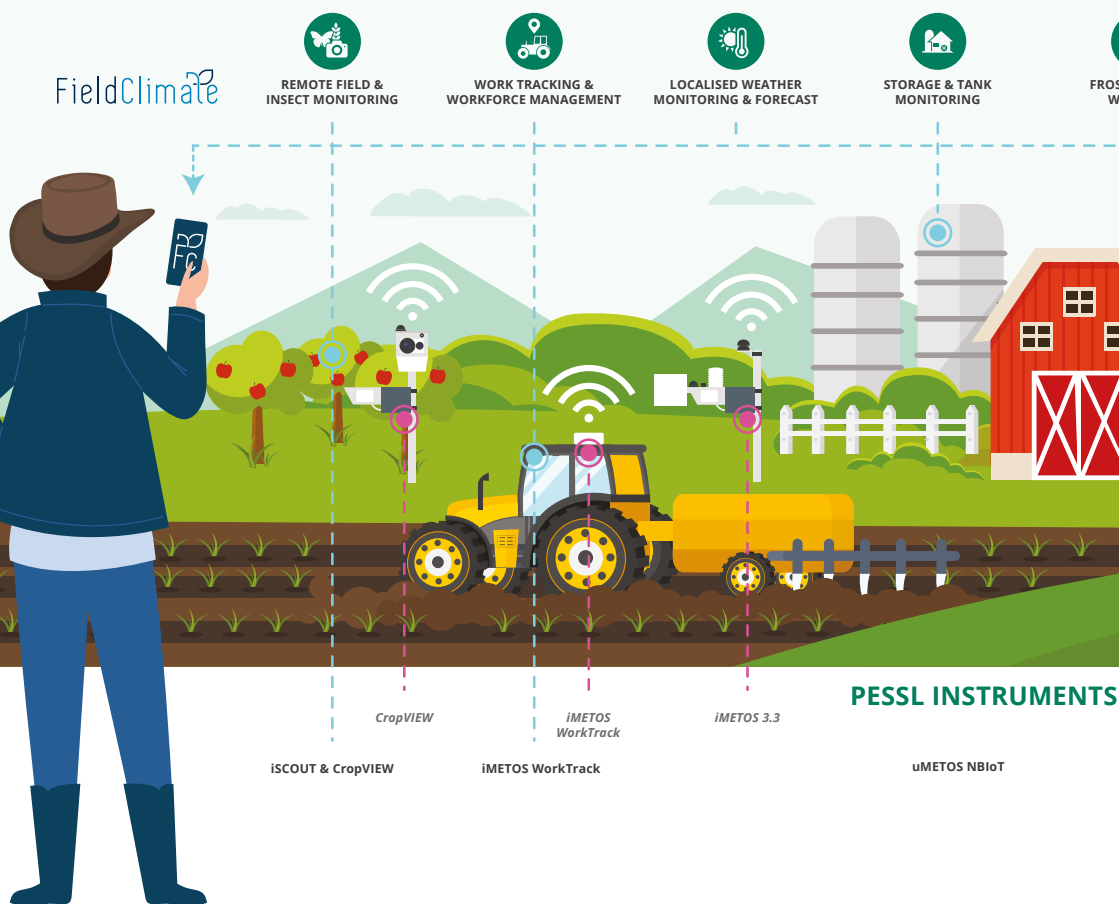 FieldClimate
REMOTE FIELD &
INSECT MONITORING
WORK TRACKING &
WORKFORCE MANAGEMENT
LOCALISED WEATHER
MONITORING & FORECAST
STORAGE & TANK
MONITORING
CropVIEW
iMETOS
WorkTrack
iMETOS 3.3
PESSL INSTRUMENTS
iSCOUT & CropVIEW
iMETOS WorkTrack
uMETOS NBIoT